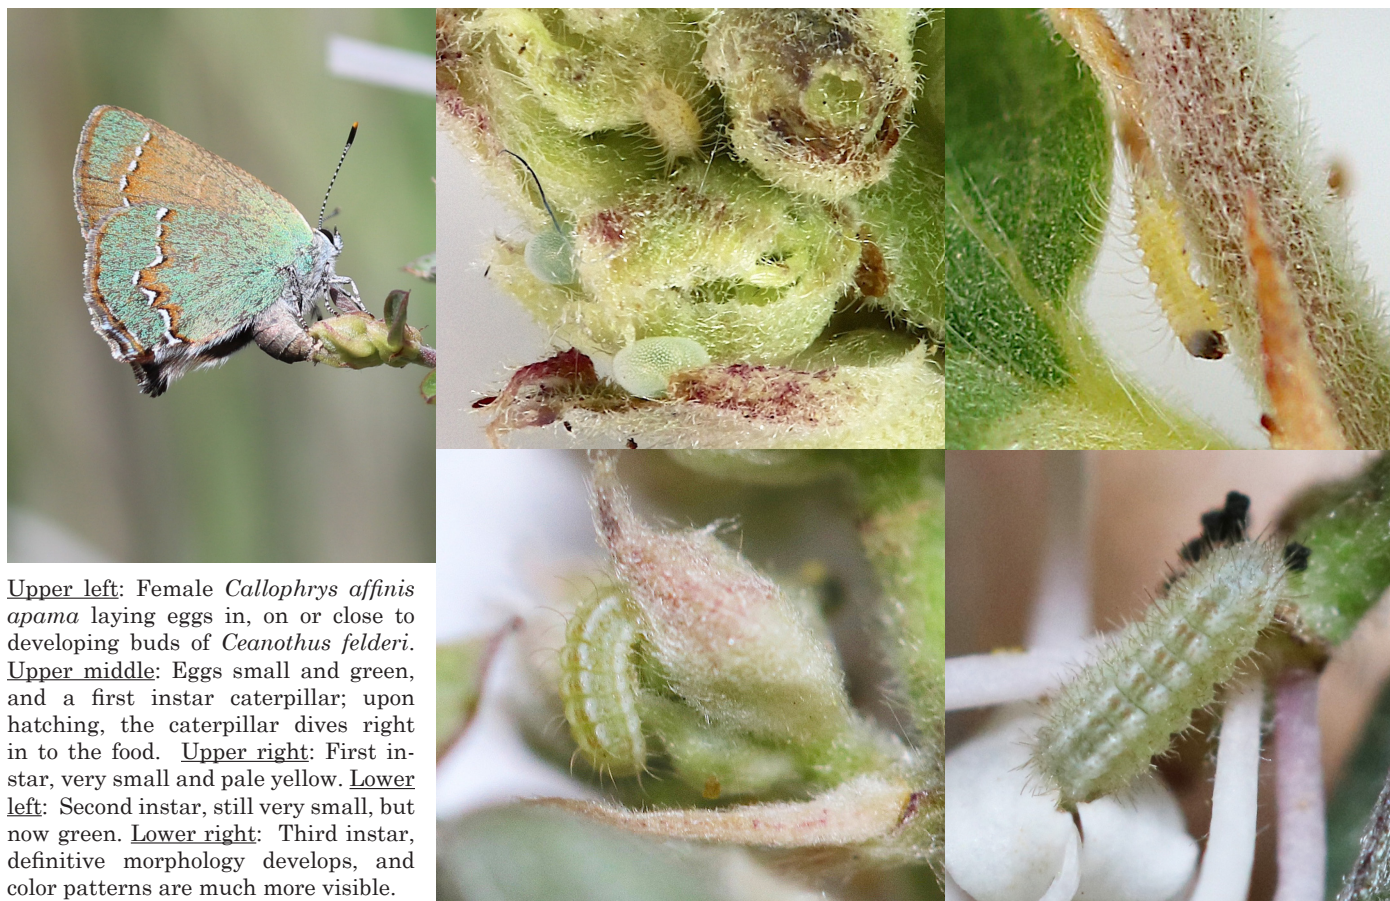 Upper left: Female Callophrys affinis
apama laying eggs in, on or close to
developing buds of Ceanothus felderi.
Upper middle: Eggs small and green,
and a first instar caterpillar; upon
hatching, the caterpillar dives right
in to the food. Upper right: First in-
star, very small and pale yellow. Lower
left: Second instar, still very small, but
now green. Lower right: Third instar,
definitive morphology develops, and
color patterns are much more visible.